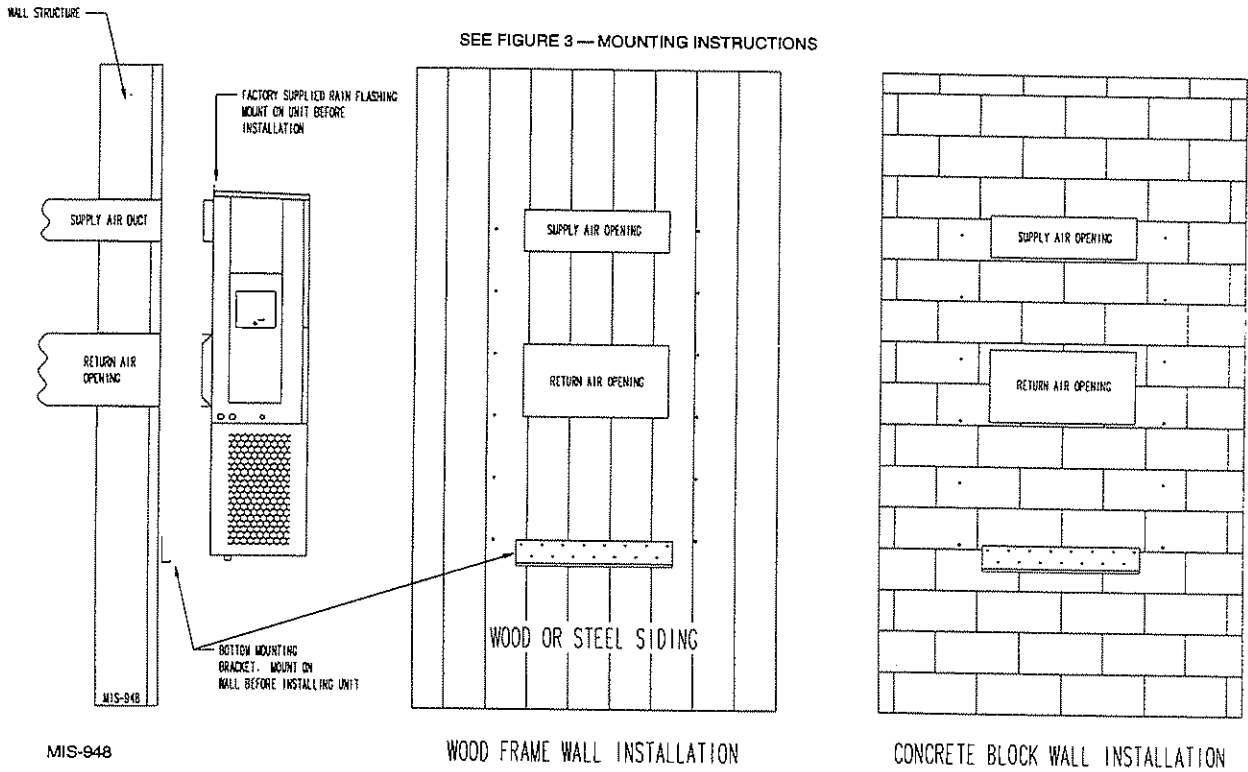 WALL STRUCTURE
SEE FIGURE 3 — MOUNTING INSTRUCTIONS
FACTORY SUPPLIED RAIN FLASHING
MOUNT ON UNIT BEFORE
INSTALLATION
SUPPLY AIR DUCT
RETURN AIR
OPENING
BOTTOM MOUNTING
BRACKET. MOUNT ON
WALL BEFORE INSTALLING UNIT
MIS-948
MIS-948
SUPPLY AIR OPENING
RETURN AIR OPENING
WOOD OR STEEL SIDING
WOOD FRAME WALL INSTALLATION
SUPPLY AIR OPENING
RETURN AIR OPENING
CONCRETE BLOCK WALL INSTALLATION